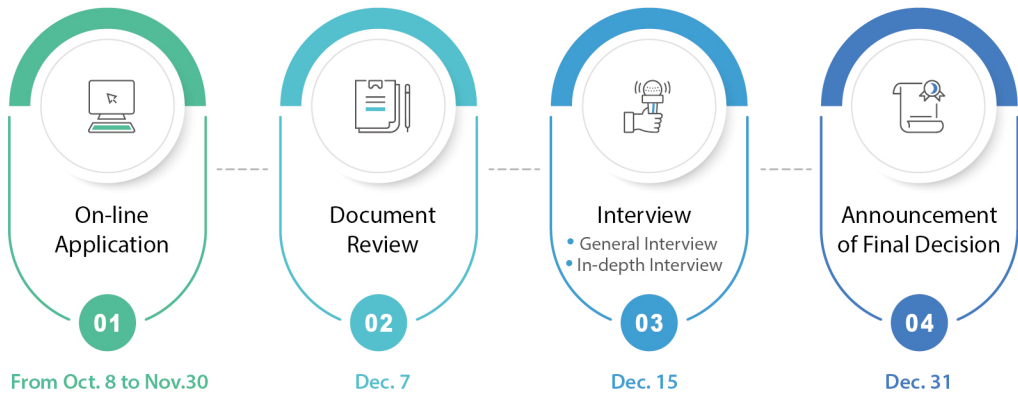 On-line
Application
01
From Oct. 8 to Nov.30
Document
Review
02
Dec. 7
Interview
• General Interview
• In-depth Interview
03
Dec. 15
Announcement
of Final Decision
04
Dec. 31